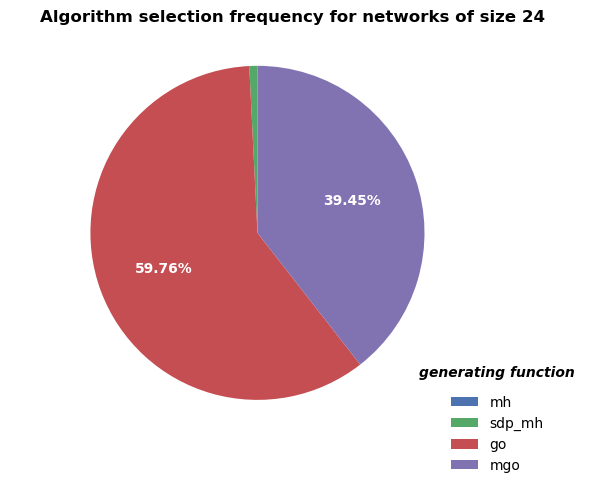 Algorithm selection frequency for networks of size 24
39.45%
59.76%
generating function
mh
sdp_mh
go
mgo